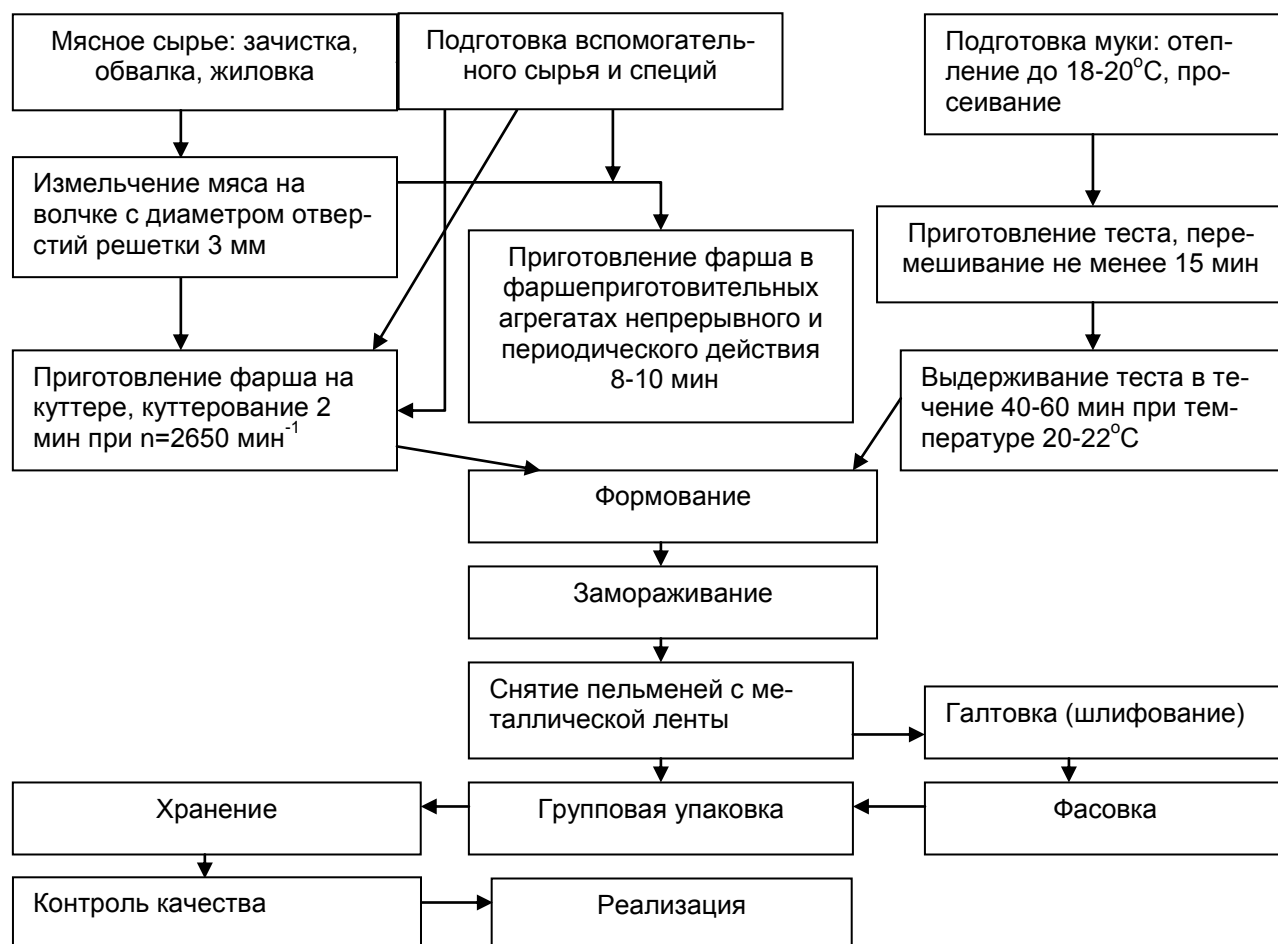 Мясное сырье: зачистка,
обвалка, жиловка
Подготовка вспомогатель-
ного сырья и специй
Подготовка муки: отеп-
ление до 18-20°С, про-
сеивание
Измельчение мяса на
волчке с диаметром отвер-
стий решетки 3 мм
Приготовление фарша в
фаршеприготовительных
агрегатах непрерывного и
периодического действия
8-10 мин
Приготовление теста, пере-
мешивание не менее 15 мин
Приготовление фарша на
куттере, куттерование 2
мин при n=2650 мин⁻¹
Выдерживание теста в те-
чение 40-60 мин при тем-
пературе 20-22°С
Формование
Замораживание
Снятие пельменей с ме-
таллической ленты
Галтовка (шлифование)
Хранение
Групповая упаковка
Фасовка
Контроль качества
Реализация